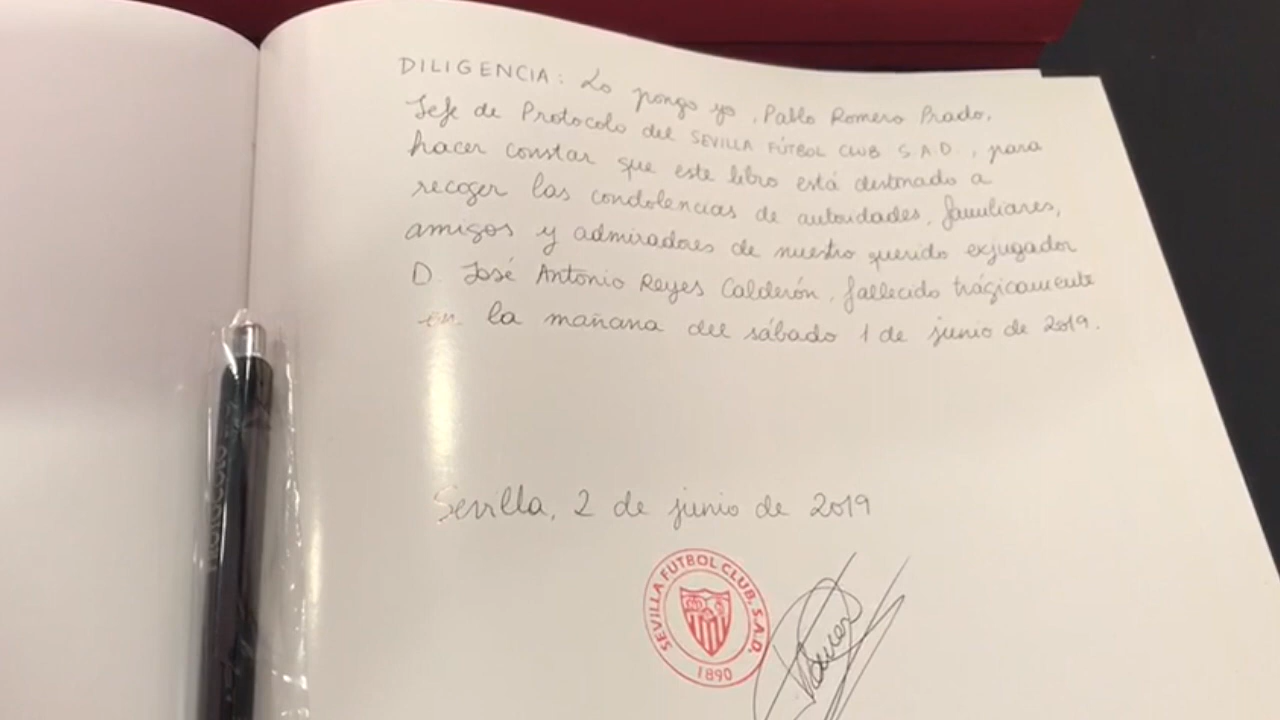 DILIGENCIA: Lo pongo yo, Pablo Romero Prado,
Jefe de Protocolo del SEVILLA FÚTBOL CLUB S.A.D., para
hacer constar que este libro está destinado a
recoger las condolencias de autoridades, familiares,
amigos y admiradores de nuestro querido exjugador
D. José Antonio Reyes Calderón, fallecido trágicamente
en la mañana del sábado 1 de junio de 2019.
Sevilla, 2 de junio de 2019
SEVILLA FUTBOL CLUB, S.A.D.
1890
PROTOCOLO